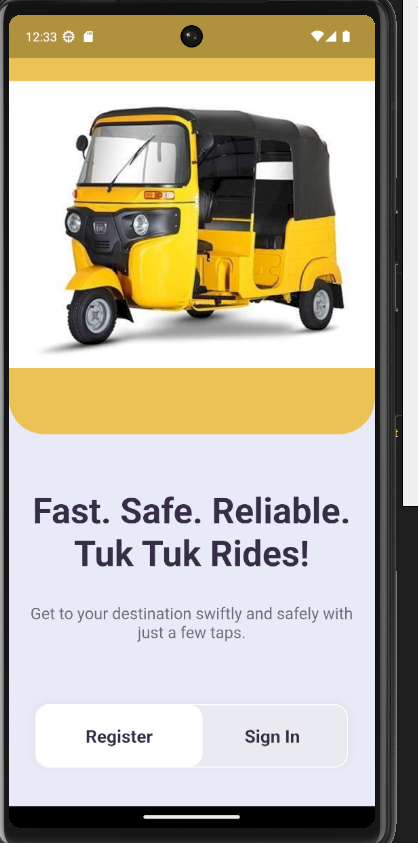 12:33
Fast. Safe. Reliable.
Tuk Tuk Rides!
Get to your destination swiftly and safely with
just a few taps.
Register
Sign In